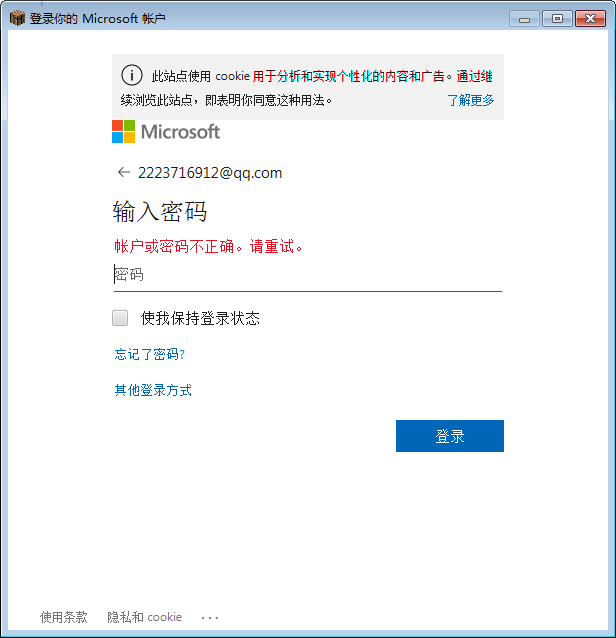 登录你的 Microsoft 帐户
此站点使用 cookie 用于分析和实现个性化的内容和广告。通过继
续浏览此站点，即表明你同意这种用法。 了解更多
Microsoft
← 2223716912@qq.com
输入密码
帐户或密码不正确。请重试。
密码
使我保持登录状态
忘记了密码?
其他登录方式
登录
使用条款 隐私和 cookie ···